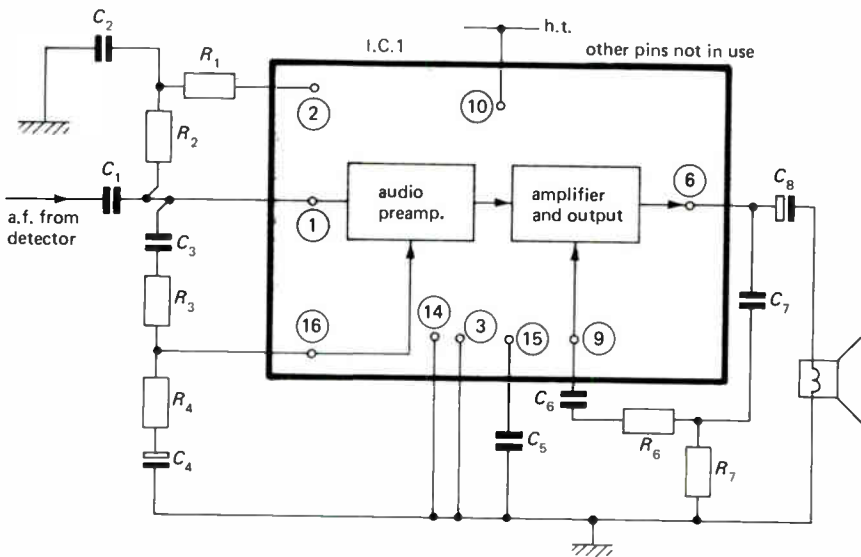 C2
R1
I.C.1
h.t.
other pins not in use
2
10
R2
C1
a.f. from
detector
1
audio
preamp.
amplifier
and output
6
C8
C3
R3
16
14
3
15
9
C7
R4
C4
C5
C6
R6
R7